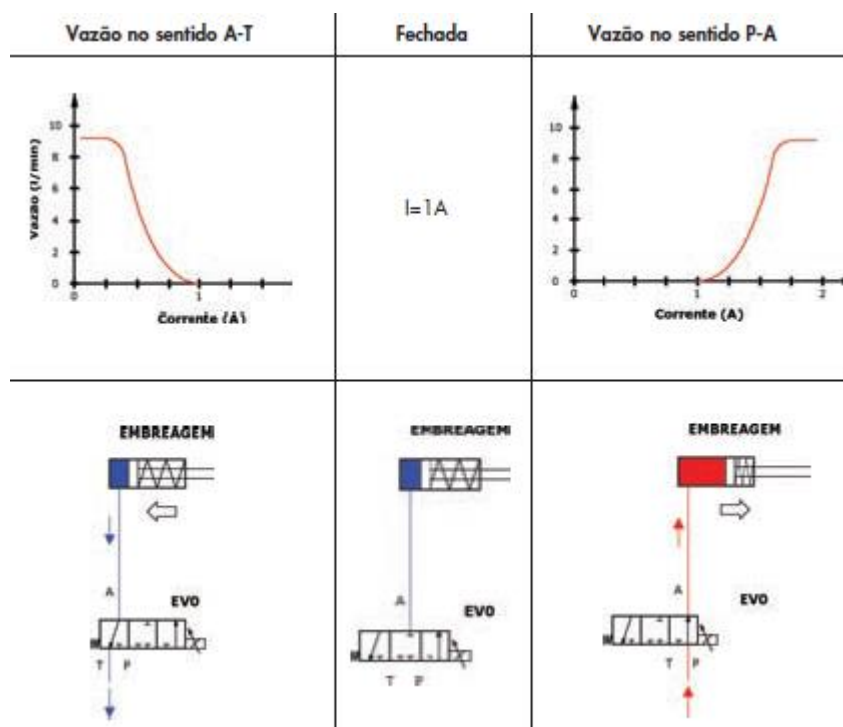 Vazão no sentido A-T
Fechada
Vazão no sentido P-A
Vazão (l/min)
10
8
6
4
2
0
0
1
Corrente (A)
I=1A
10
8
6
4
2
0
0
1
2
Corrente (A)
EMBREAGEM
A
EVO
T P
EMBREAGEM
A
EVO
T P
EMBREAGEM
A
EVO
T P